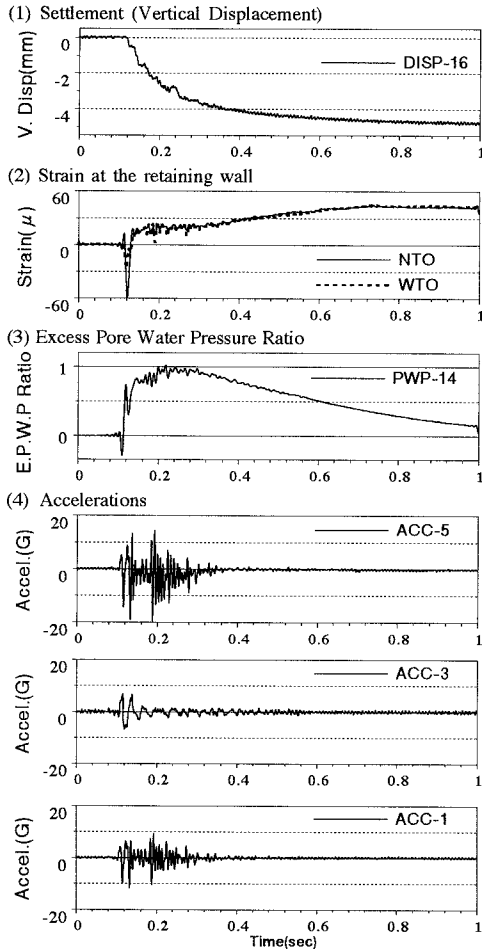 (1) Settlement (Vertical Displacement)
V. Disp(mm)
0
-2
-4
DISP-16
0 0.2 0.4 0.6 0.8 1
(2) Strain at the retaining wall
Strain(μ)
60
0
-60
NTO
WTO
0 0.2 0.4 0.6 0.8 1
(3) Excess Pore Water Pressure Ratio
E.P.W.P Ratio
1
0
PWP-14
0 0.2 0.4 0.6 0.8 1
(4) Accelerations
Accel.(G)
20
0
-20
ACC-5
0 0.2 0.4 0.6 0.8 1
Accel.(G)
20
0
-20
ACC-3
0 0.2 0.4 0.6 0.8 1
Accel.(G)
20
0
-20
ACC-1
0 0.2 0.4 0.6 0.8 1
Time(sec)